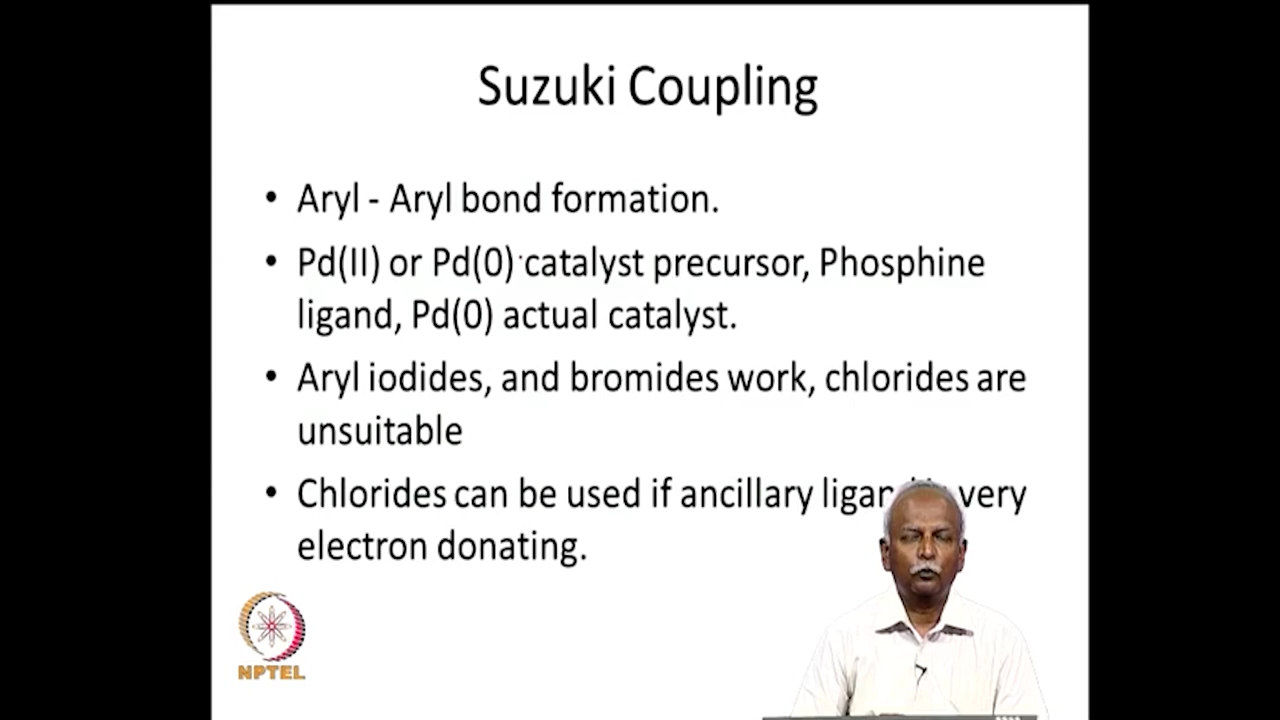 Suzuki Coupling
• Aryl - Aryl bond formation.
• Pd(II) or Pd(0) catalyst precursor, Phosphine
ligand, Pd(0) actual catalyst.
• Aryl iodides, and bromides work, chlorides are
unsuitable
• Chlorides can be used if ancillary very
electron donating.
NPTEL